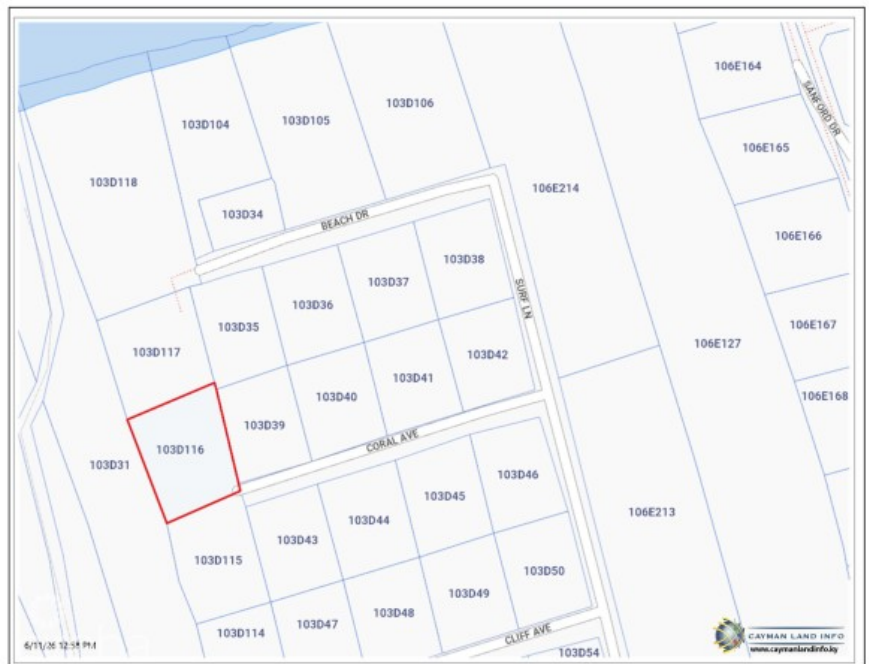 106E164
SANFORD DR
103D106
103D105
103D104
106E165
103D118
106E214
103D34
BEACH DR
106E166
103D38
103D37
SURF LN
103D36
103D35
106E167
106E127
103D117
103D42
103D41
103D40
106E168
103D39
CORAL AVE
103D116
103D31
103D46
103D45
106E213
103D44
103D43
103D115
103D50
103D49
103D48
103D47
103D114
CLIFF AVE
103D54
CAYMAN LAND INFO
www.caymanlandinfo.ky